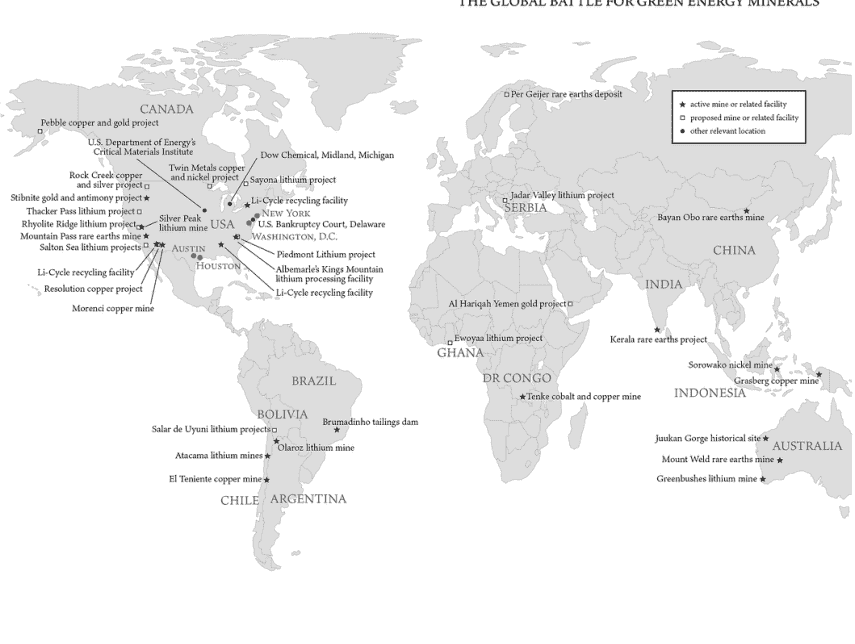 THE GLOBAL BATTLE FOR GREEN ENERGY MINERALS
active mine or related facility
proposed mine or related facility
other relevant location
CANADA
Pebble copper and gold project
U.S. Department of Energy's
Critical Materials Institute
Dow Chemical, Midland, Michigan
Twin Metals copper
and nickel project
Rock Creek copper
and silver project
Sayona lithium project
Stibnite gold and antimony project
Li-Cycle recycling facility
Thacker Pass lithium project
NEW YORK
Silver Peak
lithium mine
Rhyolite Ridge lithium project
USA
U.S. Bankruptcy Court, Delaware
Mountain Pass rare earths mine
WASHINGTON, D.C.
Salton Sea lithium projects
AUSTIN
HOUSTON
Piedmont Lithium project
Li-Cycle recycling facility
Albemarle's Kings Mountain
lithium processing facility
Resolution copper project
Li-Cycle recycling facility
Morenci copper mine
BRAZIL
BOLIVIA
Brumadinho tailings dam
Salar de Uyuni lithium projects
Olaroz lithium mine
Atacama lithium mines
El Teniente copper mine
CHILE
ARGENTINA
Per Geijer rare earths deposit
Jadar Valley lithium project
SERBIA
Bayan Obo rare earths mine
CHINA
INDIA
Al Hariqah Yemen gold project
Kerala rare earths project
Ewoyaa lithium project
GHANA
DR CONGO
Tenke cobalt and copper mine
Sorowako nickel mine
Grasberg copper mine
INDONESIA
Juukan Gorge historical site
AUSTRALIA
Mount Weld rare earths mine
Greenbushes lithium mine